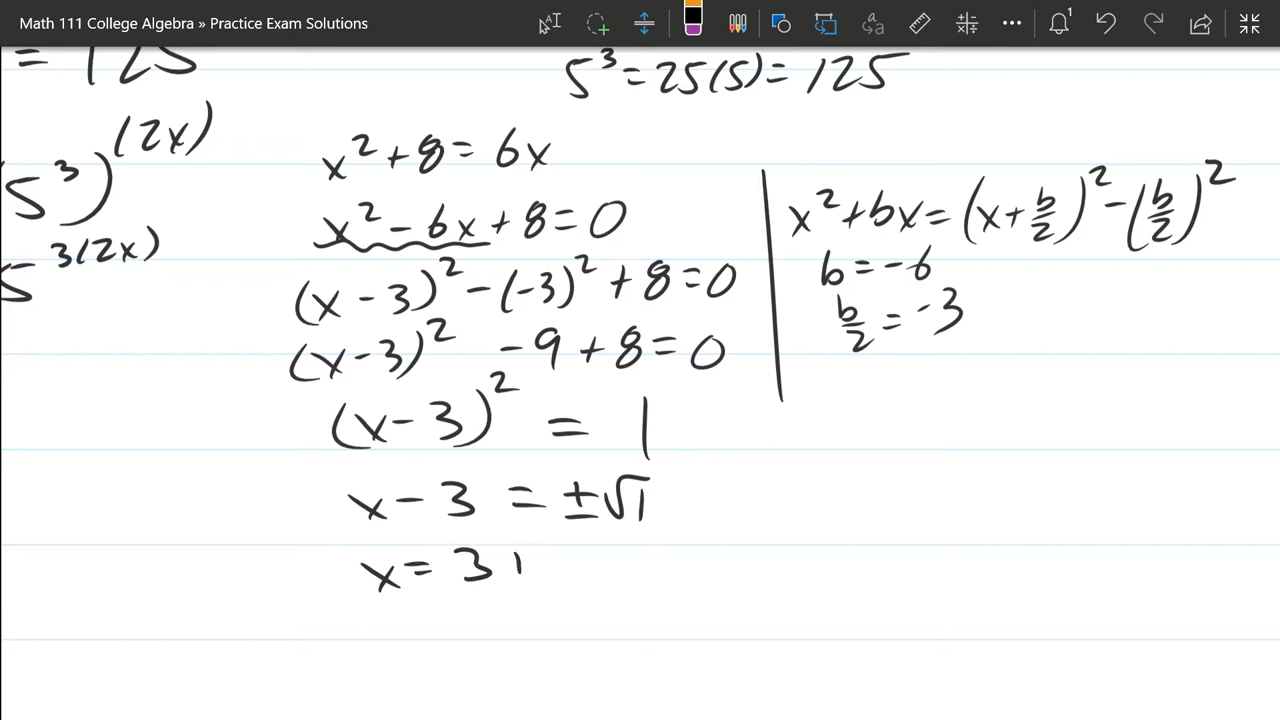 Math 111 College Algebra » Practice Exam Solutions
1
= 125
5³ = 25(5) = 125
5³)^(2x)
5^3(2x)
x² + 8 = 6x
x² - 6x + 8 = 0
(x - 3)² - (-3)² + 8 = 0
(x - 3)² - 9 + 8 = 0
(x - 3)² = 1
x - 3 = ±√1
x = 3
x² + bx = (x + b/2)² - (b/2)²
b = -6
b/2 = -3